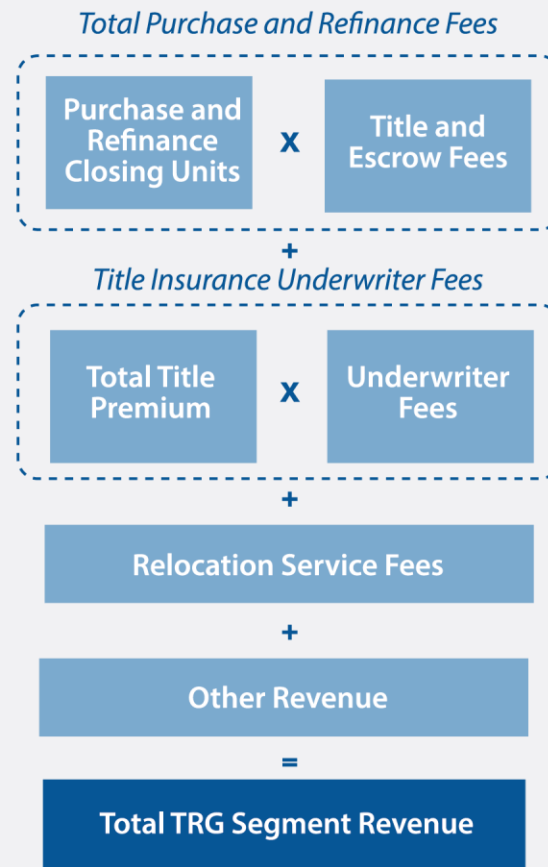 Total Purchase and Refinance Fees
Purchase and
Refinance
Closing Units
x
Title and
Escrow Fees
+
Title Insurance Underwriter Fees
Total Title
Premium
x
Underwriter
Fees
+
Relocation Service Fees
+
Other Revenue
=
Total TRG Segment Revenue